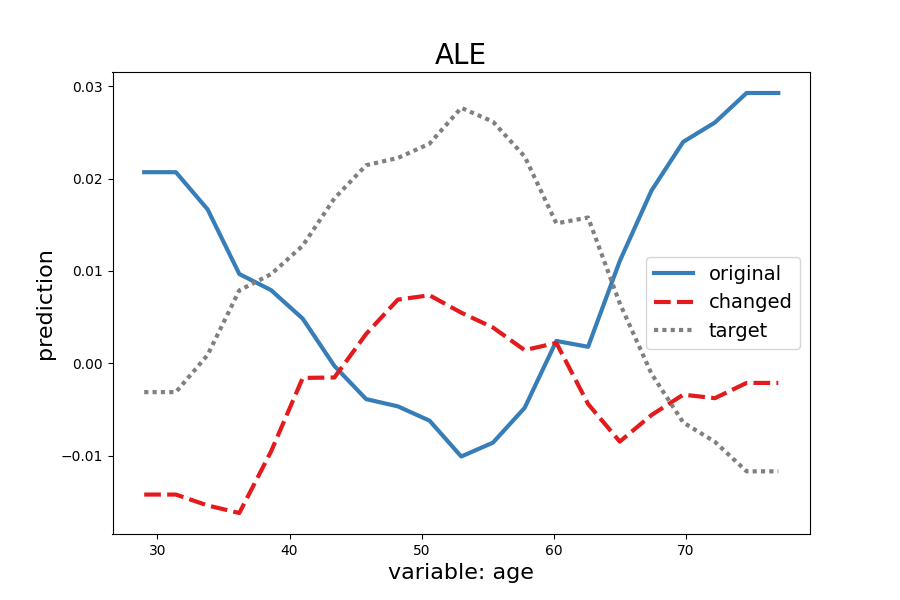 ALE
0.03
0.02
0.01
0.00
−0.01
prediction
original
changed
target
30 40 50 60 70
variable: age